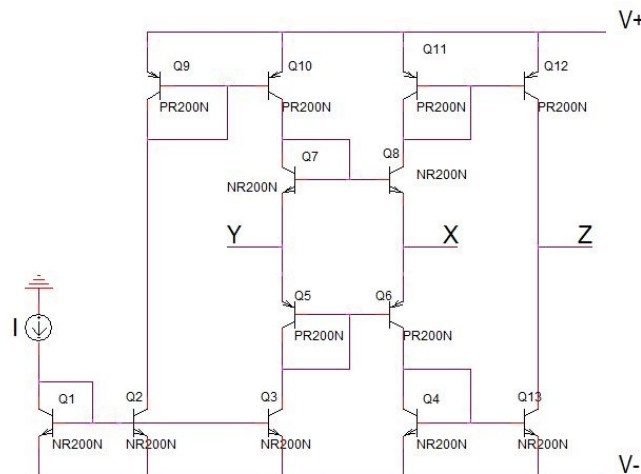 V+
Q9
Q10
Q11
Q12
PR200N
PR200N
PR200N
PR200N
Q7
Q8
NR200N
NR200N
Y
X
Z
Q5
Q6
I
PR200N
PR200N
Q1
Q2
Q3
Q4
Q13
NR200N
NR200N
NR200N
NR200N
NR200N
V-